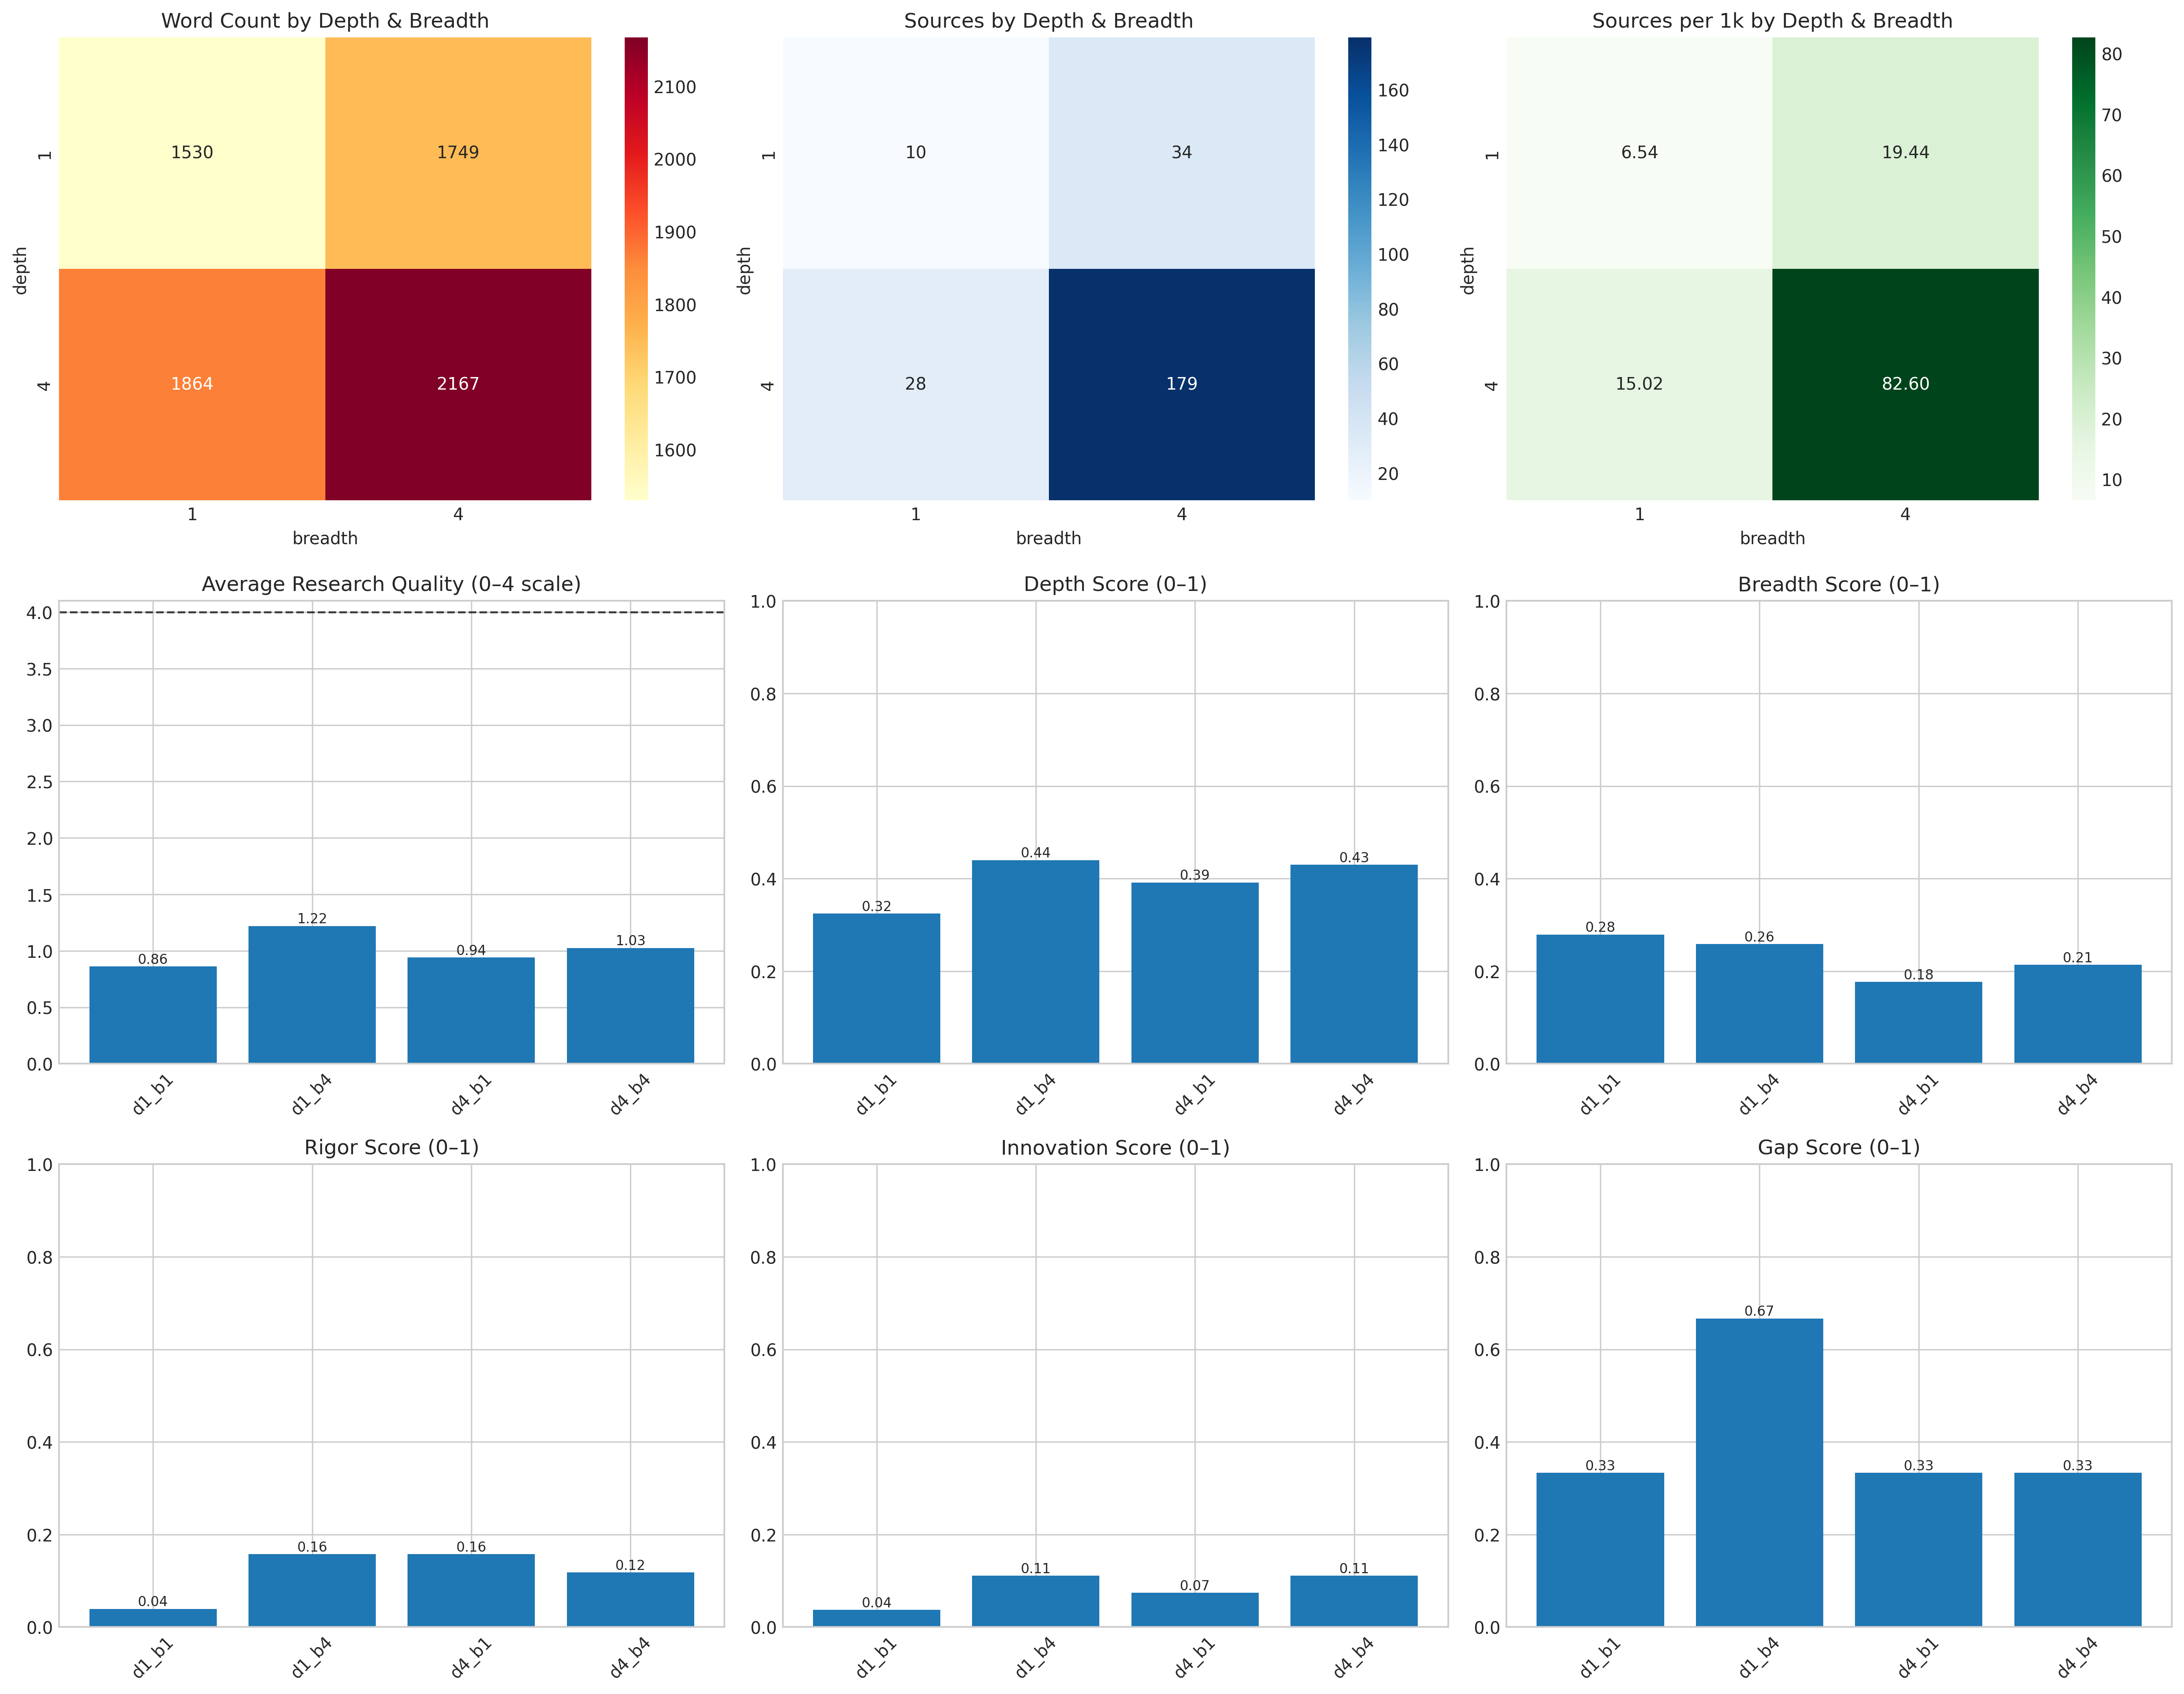 Word Count by Depth & Breadth
1530 1749
1864 2167
1
4
depth
1 4
breadth
2100
2000
1900
1800
1700
1600
Sources by Depth & Breadth
10 34
28 179
1
4
depth
1 4
breadth
160
140
120
100
80
60
40
20
Sources per 1k by Depth & Breadth
6.54 19.44
15.02 82.60
1
4
depth
1 4
breadth
80
70
60
50
40
30
20
10
Average Research Quality (0–4 scale)
4.0
3.5
3.0
2.5
2.0
1.5
1.0
0.5
0.0
0.86 1.22 0.94 1.03
d1_b1 d1_b4 d4_b1 d4_b4
Depth Score (0–1)
1.0
0.8
0.6
0.4
0.2
0.0
0.32 0.44 0.39 0.43
d1_b1 d1_b4 d4_b1 d4_b4
Breadth Score (0–1)
1.0
0.8
0.6
0.4
0.2
0.0
0.28 0.26 0.18 0.21
d1_b1 d1_b4 d4_b1 d4_b4
Rigor Score (0–1)
1.0
0.8
0.6
0.4
0.2
0.0
0.04 0.16 0.16 0.12
d1_b1 d1_b4 d4_b1 d4_b4
Innovation Score (0–1)
1.0
0.8
0.6
0.4
0.2
0.0
0.04 0.11 0.07 0.11
d1_b1 d1_b4 d4_b1 d4_b4
Gap Score (0–1)
1.0
0.8
0.6
0.4
0.2
0.0
0.33 0.67 0.33 0.33
d1_b1 d1_b4 d4_b1 d4_b4